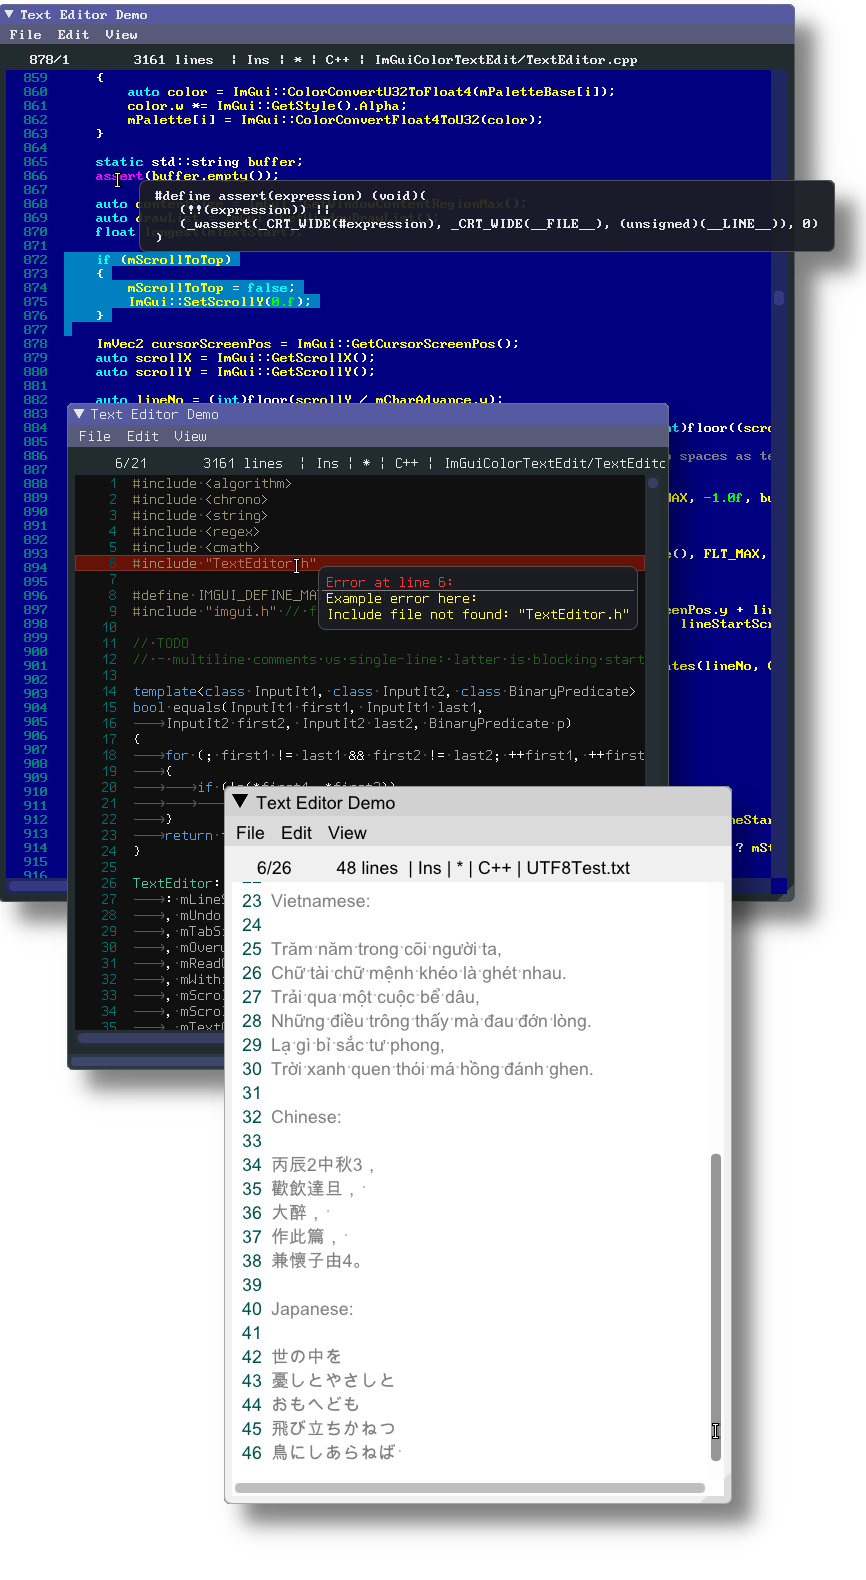 Text Editor Demo
File Edit View
878/1 3161 lines | Ins | * | C++ | ImGuiColorTextEdit/TextEditor.cpp
859 {
860 auto color = ImGui::ColorConvertU32ToFloat4(mPaletteBase[i]);
861 color.w *= ImGui::GetStyle().Alpha;
862 mPalette[i] = ImGui::ColorConvertFloat4ToU32(color);
863 }
864
865 static std::string buffer;
866 assert(buffer.empty());
867
#define assert(expression) (void)(
(!!(expression)) ||
(_wassert(_CRT_WIDE(#expression), _CRT_WIDE(__FILE__), (unsigned)(__LINE__)), 0)
)
868 auto
869 auto
870 float
871
872 if (mScrollToTop)
873 {
874 mScrollToTop = false;
875 ImGui::SetScrollY(0.f);
876 }
877
878 ImVec2 cursorScreenPos = ImGui::GetCursorScreenPos();
879 auto scrollX = ImGui::GetScrollX();
880 auto scrollY = ImGui::GetScrollY();
881
882 auto lineNo = (int)floor(scrollY / mCharAdvance.y);
883
884 nt)floor((scro
885
886 spaces as te
887
888
889 MAX, -1.0f, bu
890
891
892
893 (), FLT_MAX,
894
895
896
897 enPos.y + lin
898 lineStartScr
899
900
901 ates(lineNo,
902
903
904
905
906
907
908
909
910
911
912 neStar
913
914 ? mSt
915
916
Text Editor Demo
File Edit View
6/21 3161 lines | Ins | * | C++ | ImGuiColorTextEdit/TextEditc
1 #include <algorithm>
2 #include <chrono>
3 #include <string>
4 #include <regex>
5 #include <cmath>
6 #include "TextEditor.h"
Error at line 6:
Example error here:
Include file not found: "TextEditor.h"
7
8 #define IMGUI_DEFINE_MA
9 #include "imgui.h" // f
10
11 // TODO
12 // - multiline comments vs single-line: latter is blocking start
13
14 template<class InputIt1, class InputIt2, class BinaryPredicate>
15 bool equals(InputIt1 first1, InputIt1 last1,
16 InputIt2 first2, InputIt2 last2, BinaryPredicate p)
17 {
18 for (; first1 != last1 && first2 != last2; ++first1, ++first
19 {
20 if (!p(*first1, *first2))
21
22 }
23 return
24 }
25
26 TextEditor:
27 : mLineS
28 , mUndo
29 , mTabS
30 , mOverw
31 , mReadO
32 , mWithi
33 , mScrol
34 , mScrol
35 , mTextC
Text Editor Demo
File Edit View
6/26 48 lines | Ins | * | C++ | UTF8Test.txt
22
23 Vietnamese:
24
25 Trăm năm trong cõi người ta,
26 Chữ tài chữ mệnh khéo là ghét nhau.
27 Trải qua một cuộc bể dâu,
28 Những điều trông thấy mà đau đớn lòng.
29 Lạ gì bỉ sắc tư phong,
30 Trời xanh quen thói má hồng đánh ghen.
31
32 Chinese:
33
34 丙辰2中秋3，
35 歡飲達旦，
36 大醉，
37 作此篇，
38 兼懷子由4。
39
40 Japanese:
41
42 世の中を
43 憂しとやさしと
44 おもへども
45 飛び立ちかねつ
46 鳥にしあらねば